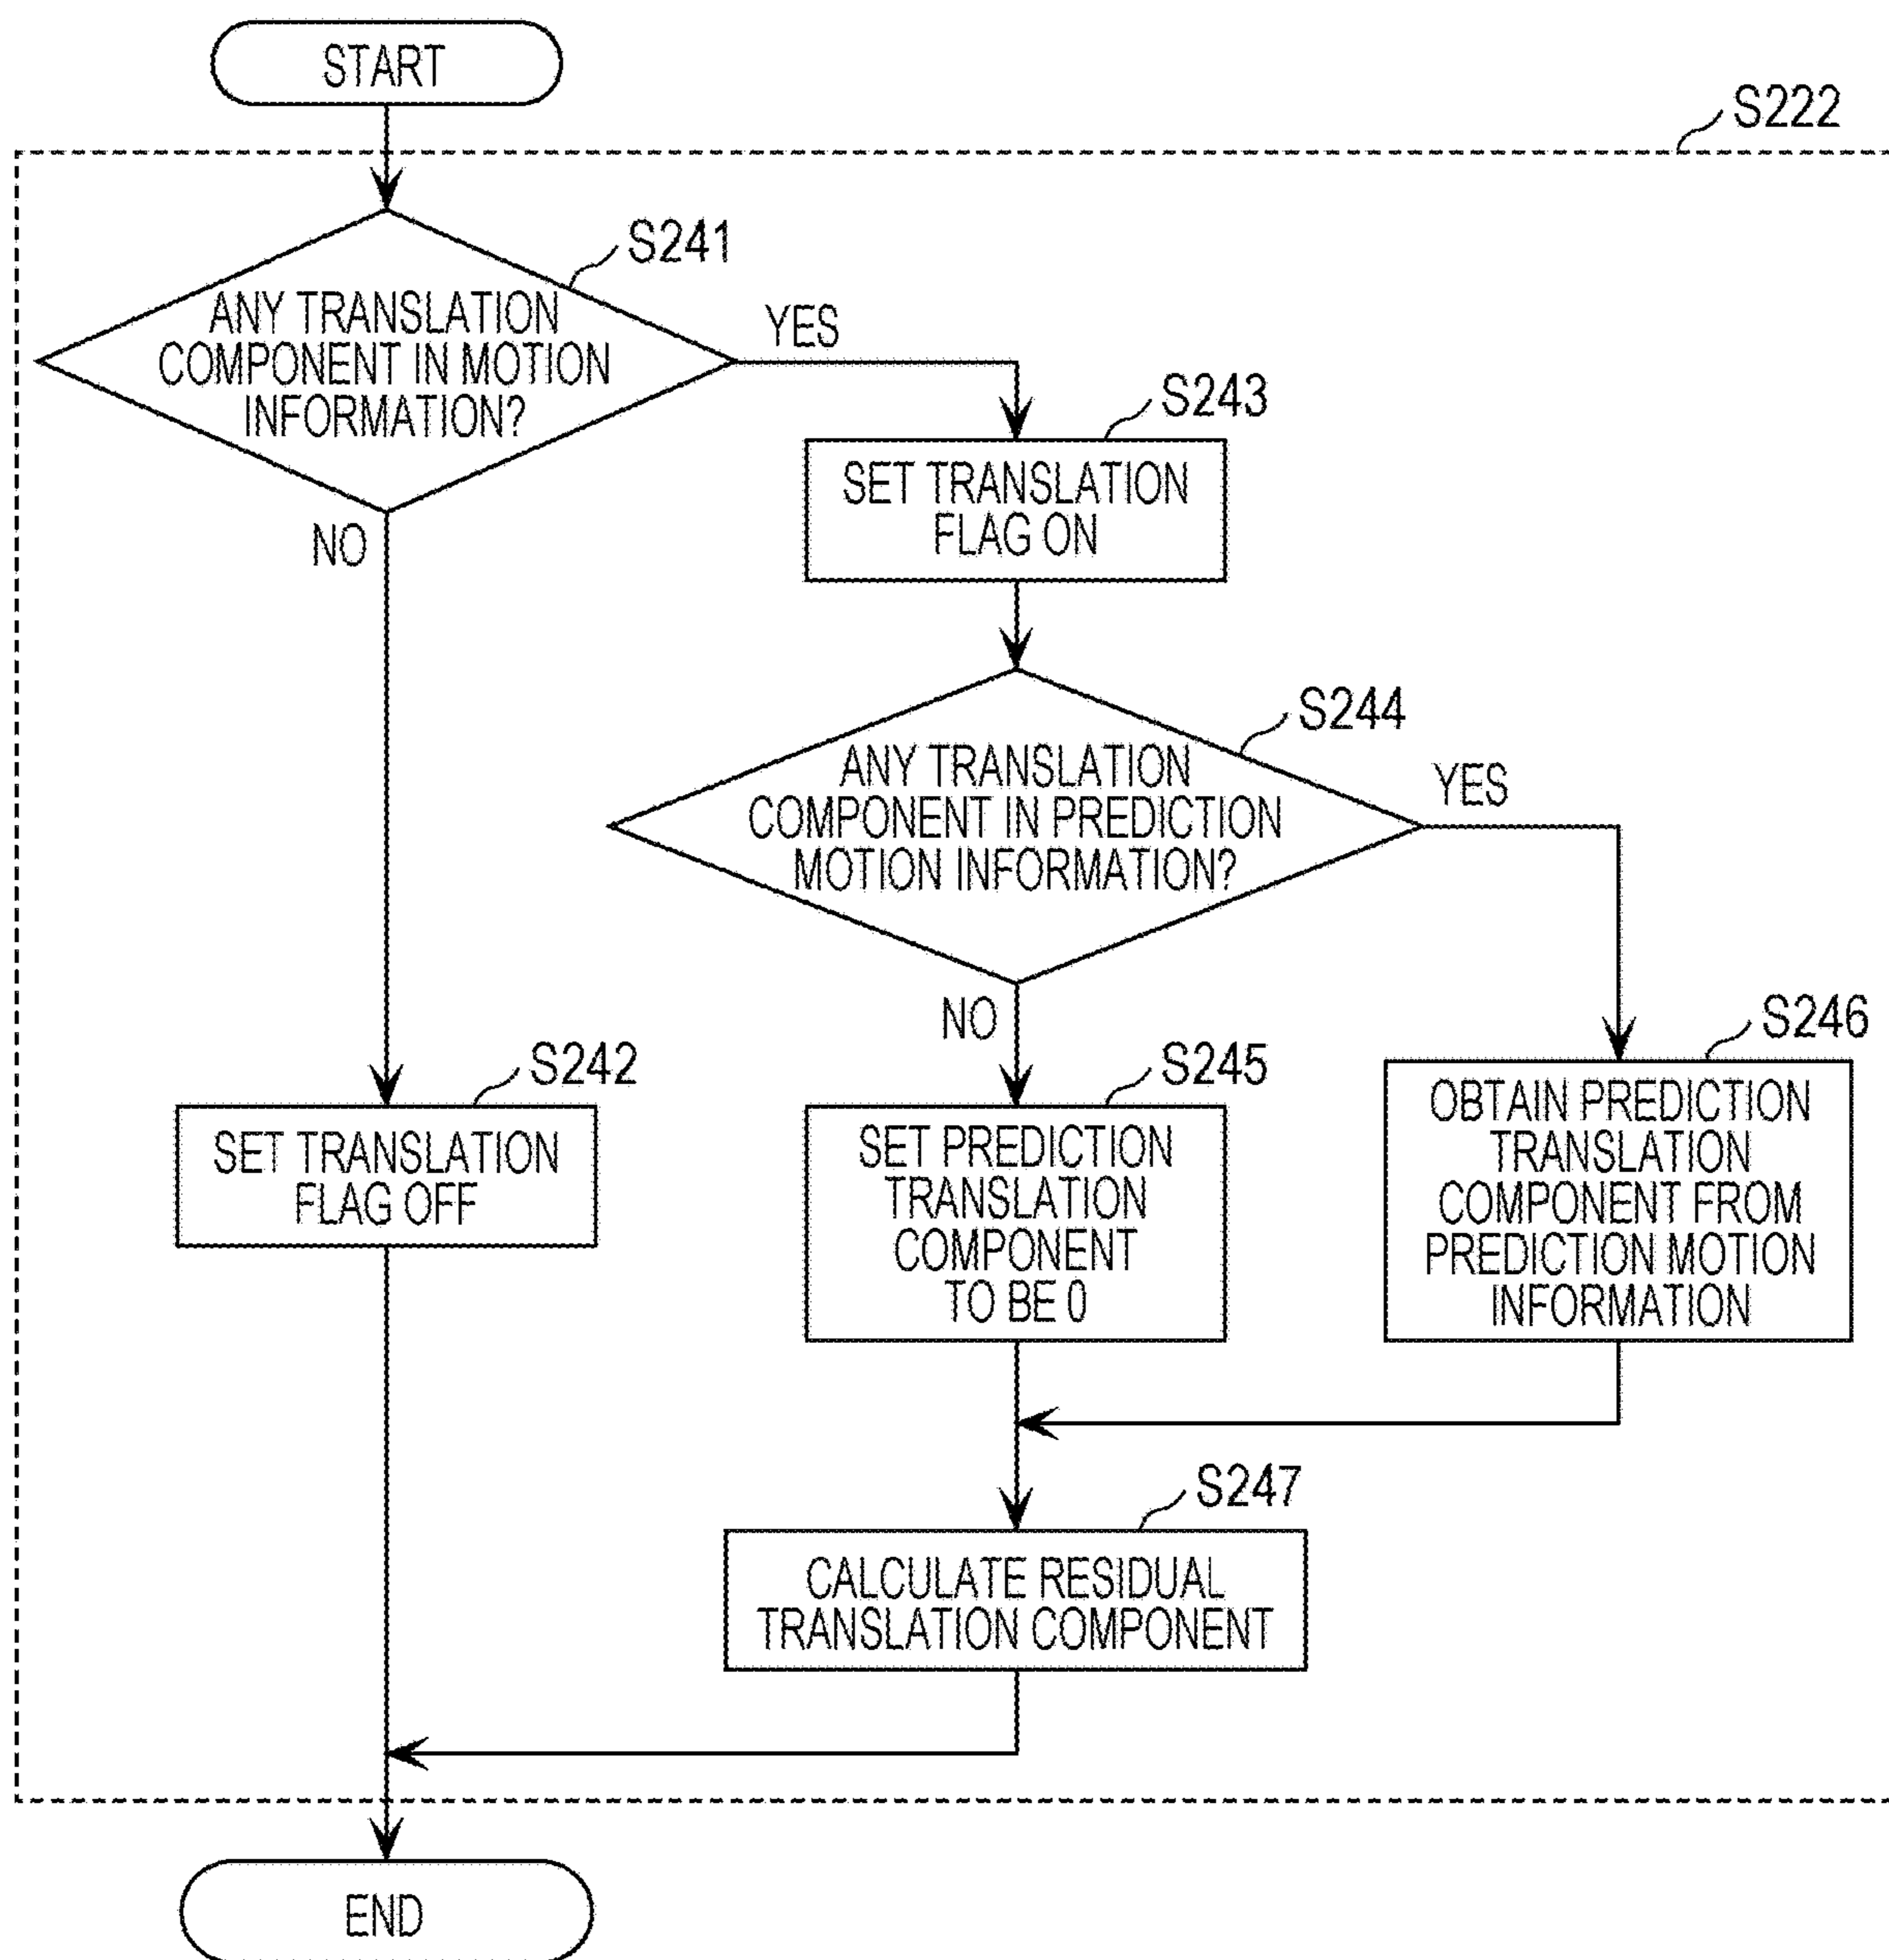 START
S222
S241
ANY TRANSLATION
COMPONENT IN MOTION
INFORMATION?
YES
NO
S243
SET TRANSLATION
FLAG ON
S244
ANY TRANSLATION
COMPONENT IN PREDICTION
MOTION INFORMATION?
YES
NO
S242
SET TRANSLATION
FLAG OFF
S245
SET PREDICTION
TRANSLATION
COMPONENT
TO BE 0
S246
OBTAIN PREDICTION
TRANSLATION
COMPONENT FROM
PREDICTION MOTION
INFORMATION
S247
CALCULATE RESIDUAL
TRANSLATION COMPONENT
END